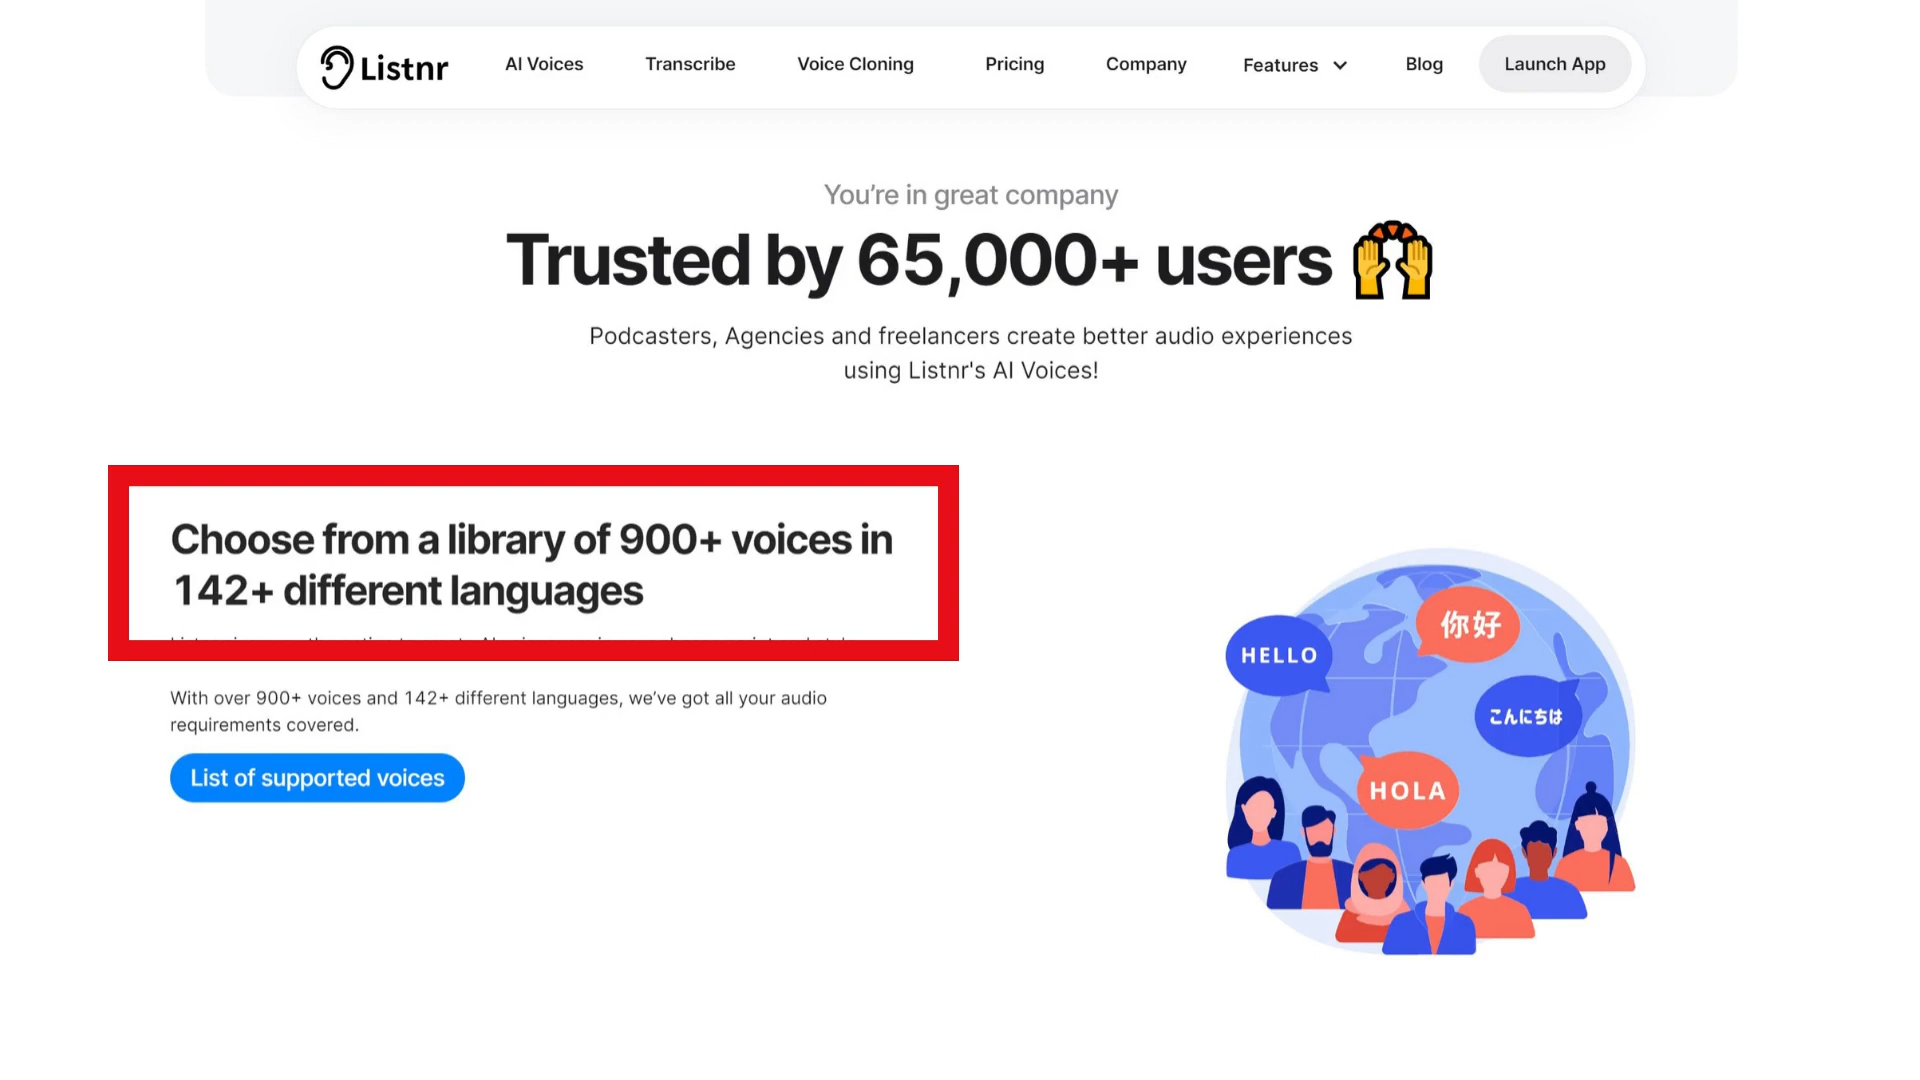 Listnr
AI Voices
Transcribe
Voice Cloning
Pricing
Company
Features
Blog
Launch App
You’re in great company
Trusted by 65,000+ users 🙌
Podcasters, Agencies and freelancers create better audio experiences
using Listnr's AI Voices!
Choose from a library of 900+ voices in
142+ different languages
With over 900+ voices and 142+ different languages, we’ve got all your audio
requirements covered.
List of supported voices
你好
HELLO
こんにちは
HOLA